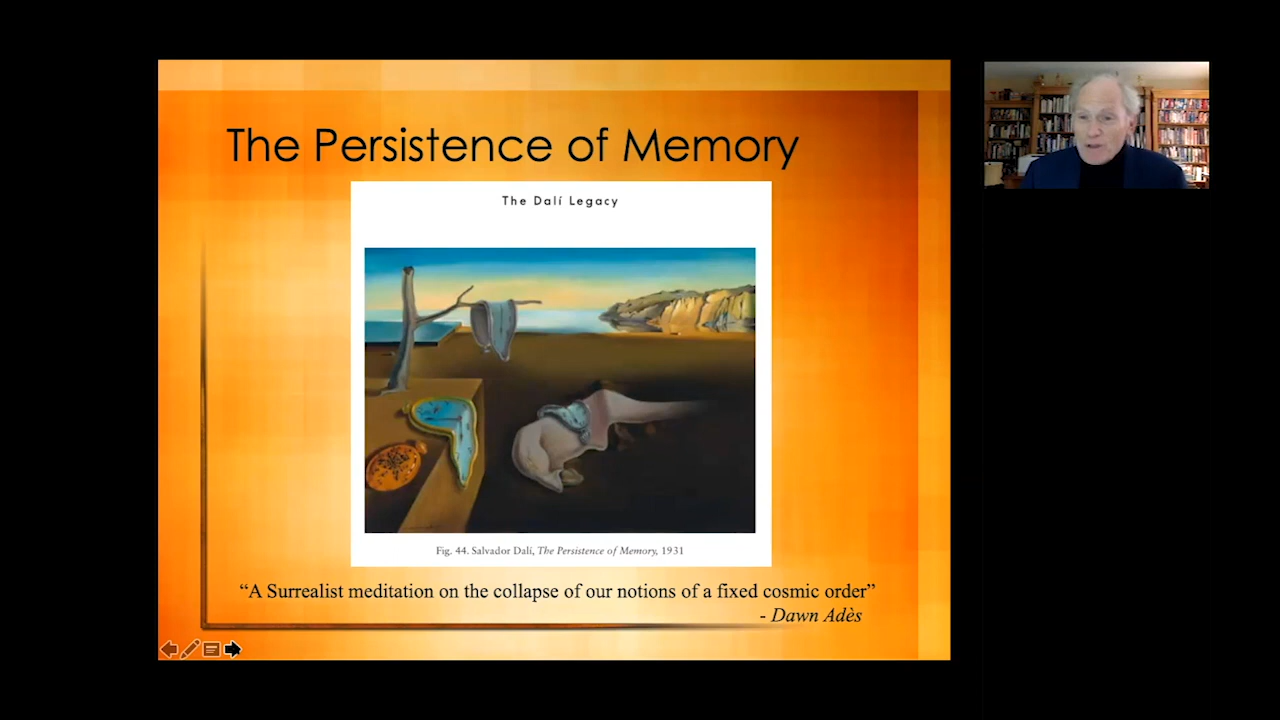 The Persistence of Memory
The Dalí Legacy
Fig. 44. Salvador Dalí, The Persistence of Memory, 1931
“A Surrealist meditation on the collapse of our notions of a fixed cosmic order”
- Dawn Adès